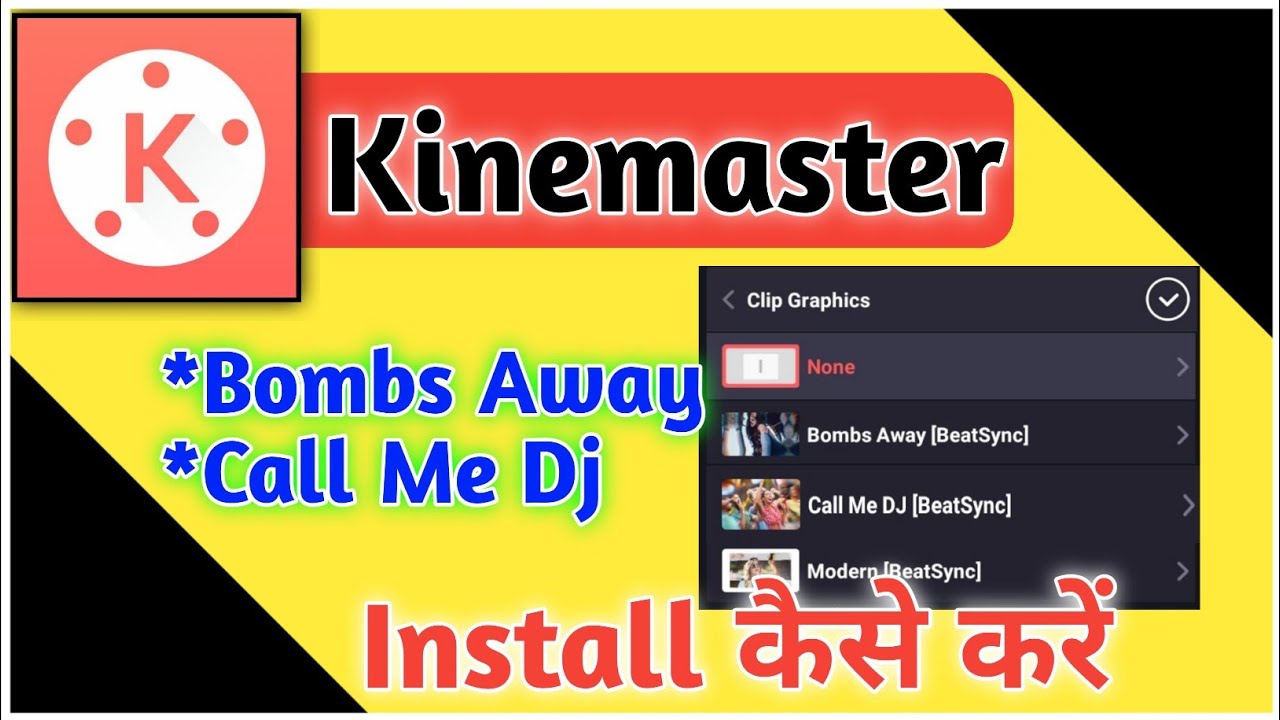 K
Kinemaster
*Bombs Away
*Call Me Dj
Clip Graphics
None
Bombs Away [BeatSync]
Call Me DJ [BeatSync]
Modern [BeatSync]
Install कैसे करें